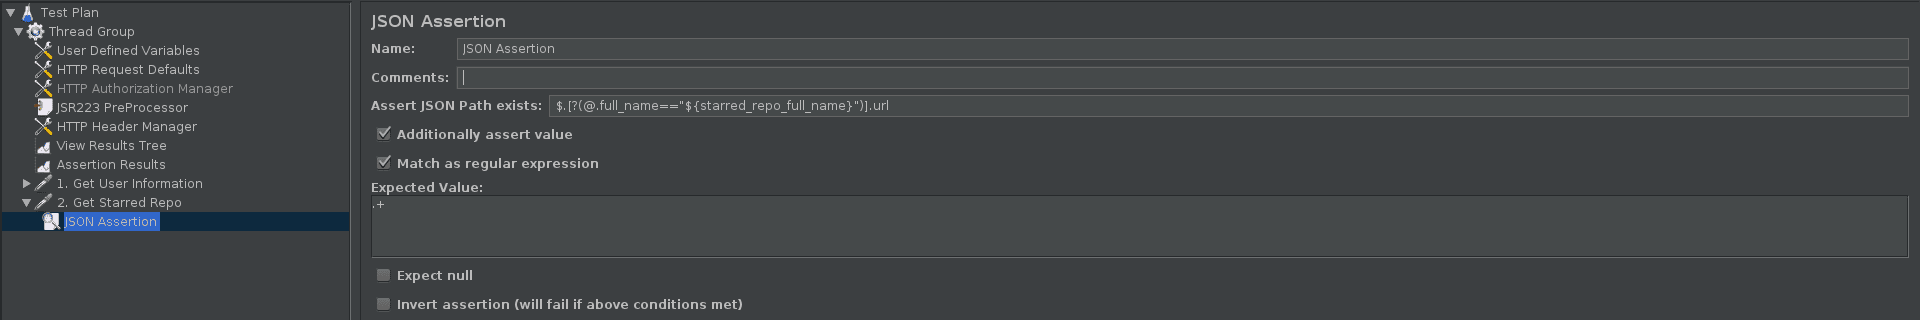 Test Plan
Thread Group
User Defined Variables
HTTP Request Defaults
HTTP Authorization Manager
JSR223 PreProcessor
HTTP Header Manager
View Results Tree
Assertion Results
1. Get User Information
2. Get Starred Repo
JSON Assertion
JSON Assertion
Name: JSON Assertion
Comments:
Assert JSON Path exists: $.[?(@.full_name=="${starred_repo_full_name}")].url
Additionally assert value
Match as regular expression
Expected Value:
.+
Expect null
Invert assertion (will fail if above conditions met)